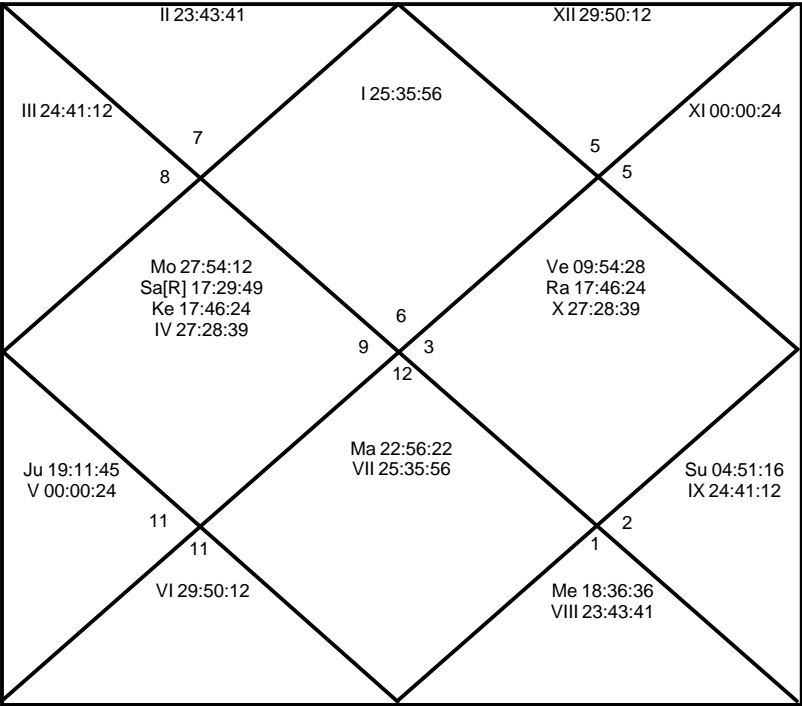 II 23:43:41
XII 29:50:12
I 25:35:56
III 24:41:12
XI 00:00:24
7
5
8
5
Mo 27:54:12
Sa[R] 17:29:49
Ke 17:46:24
IV 27:28:39
Ve 09:54:28
Ra 17:46:24
X 27:28:39
6
9
3
12
Ma 22:56:22
VII 25:35:56
Ju 19:11:45
V 00:00:24
Su 04:51:16
IX 24:41:12
11
2
11
1
VI 29:50:12
Me 18:36:36
VIII 23:43:41